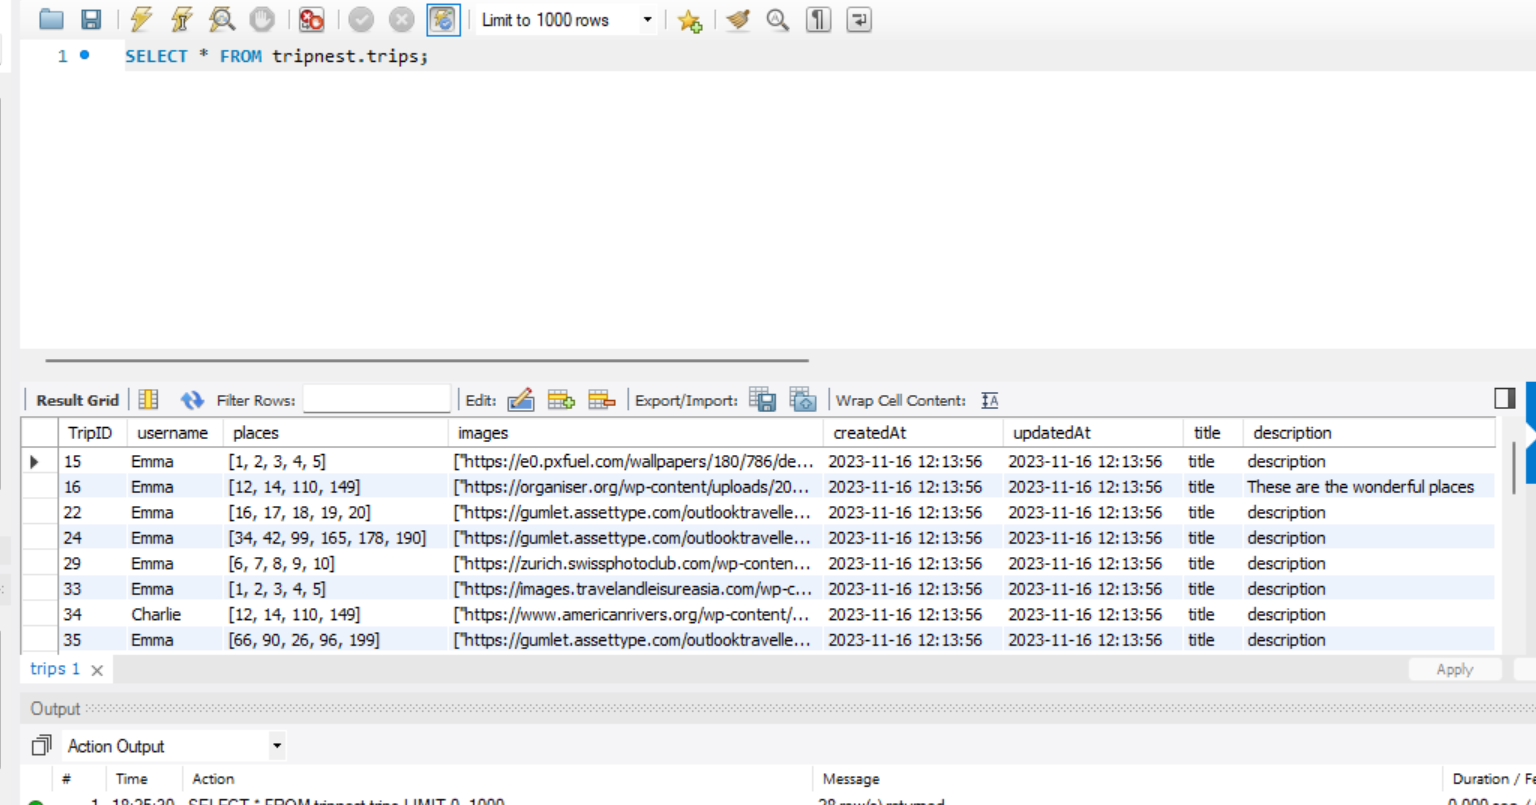 Limit to 1000 rows
1 SELECT * FROM tripnest.trips;
Result Grid Filter Rows: Edit: Export/Import: Wrap Cell Content:
TripID username places images createdAt updatedAt title description
15 Emma [1, 2, 3, 4, 5] ["https://e0.pxfuel.com/wallpapers/180/786/de... 2023-11-16 12:13:56 2023-11-16 12:13:56 title description
16 Emma [12, 14, 110, 149] ["https://organiser.org/wp-content/uploads/20... 2023-11-16 12:13:56 2023-11-16 12:13:56 title These are the wonderful places
22 Emma [16, 17, 18, 19, 20] ["https://gumlet.assettype.com/outlooktravelle... 2023-11-16 12:13:56 2023-11-16 12:13:56 title description
24 Emma [34, 42, 99, 165, 178, 190] ["https://gumlet.assettype.com/outlooktravelle... 2023-11-16 12:13:56 2023-11-16 12:13:56 title description
29 Emma [6, 7, 8, 9, 10] ["https://zurich.swissphotoclub.com/wp-conten... 2023-11-16 12:13:56 2023-11-16 12:13:56 title description
33 Emma [1, 2, 3, 4, 5] ["https://images.travelandleisureasia.com/wp-c... 2023-11-16 12:13:56 2023-11-16 12:13:56 title description
34 Charlie [12, 14, 110, 149] ["https://www.americanrivers.org/wp-content/... 2023-11-16 12:13:56 2023-11-16 12:13:56 title description
35 Emma [66, 90, 26, 96, 199] ["https://gumlet.assettype.com/outlooktravelle... 2023-11-16 12:13:56 2023-11-16 12:13:56 title description
trips 1 Apply
Output
Action Output
# Time Action Message Duration / Fe
1 SELECT * FROM tripnest.trips LIMIT 0, 1000 28 row(s) returned